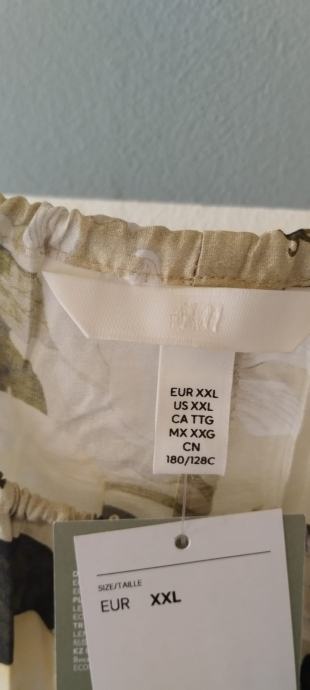 H&M
EUR XXL
US XXL
CA TTG
MX XXG
CN
180/128C
SIZE/TAILLE
EUR XXL